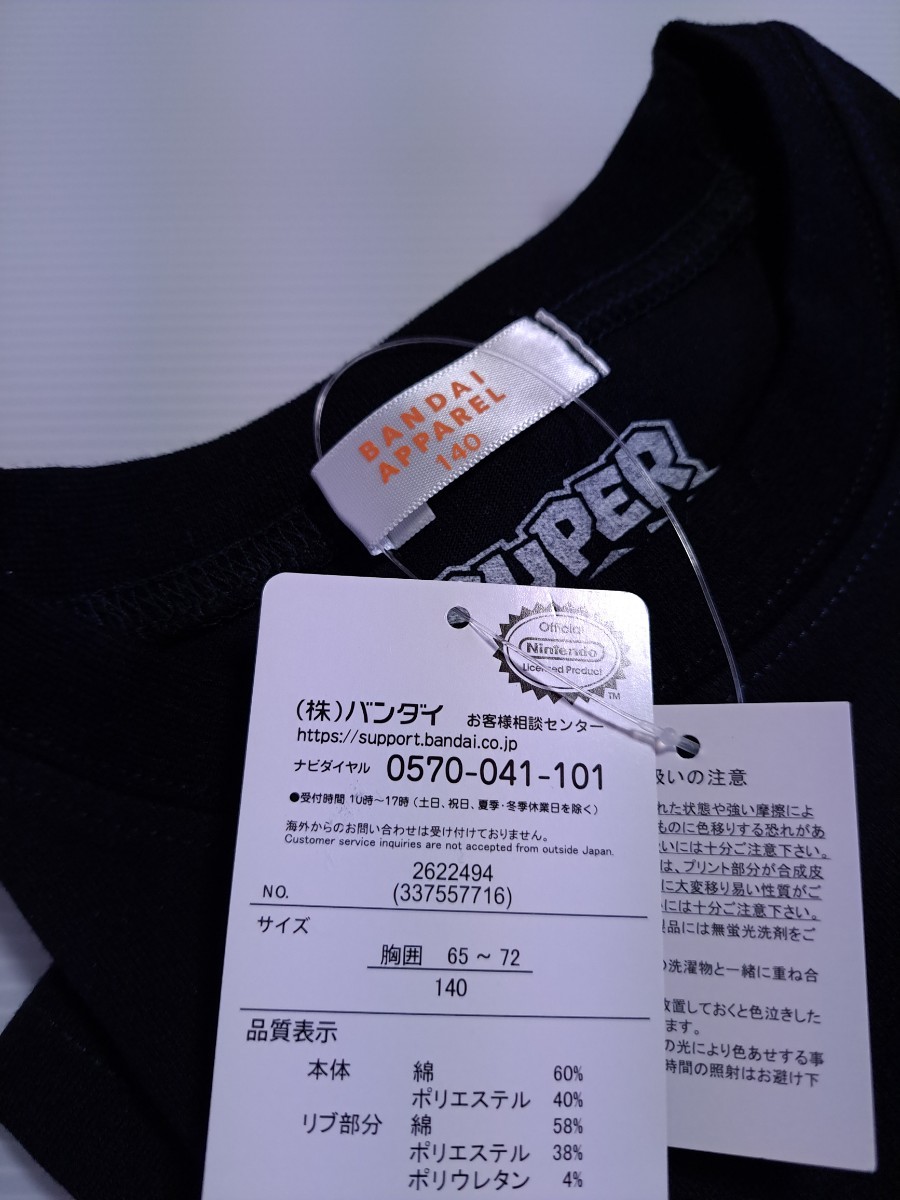 BANDAI
APPAREL
140
SUPER
Official
Nintendo
Licensed Product
TM
(株)バンダイ お客様相談センター
https://support.bandai.co.jp
ナビダイヤル 0570-041-101
●受付時間 10時~17時(土日、祝日、夏季・冬季休業日を除く)
海外からのお問い合わせは受け付けておりません。
Customer service inquiries are not accepted from outside Japan.
2622494
NO. (337557716)
サイズ
胸囲 65 ~ 72
140
品質表示
本体 綿 60%
ポリエステル 40%
リブ部分 綿 58%
ポリエステル 38%
ポリウレタン 4%
扱いの注意
れた状態や強い摩擦によ
ものに色移りする恐れがあ
いには十分ご注意下さい。
は、プリント部分が合成皮
に大変移り易い性質がご
には十分ご注意下さい。
製品には無蛍光洗剤をご
の洗濯物と一緒に重ね合
放置しておくと色泣きした
ます。
の光により色あせする事
時間の照射はお避け下